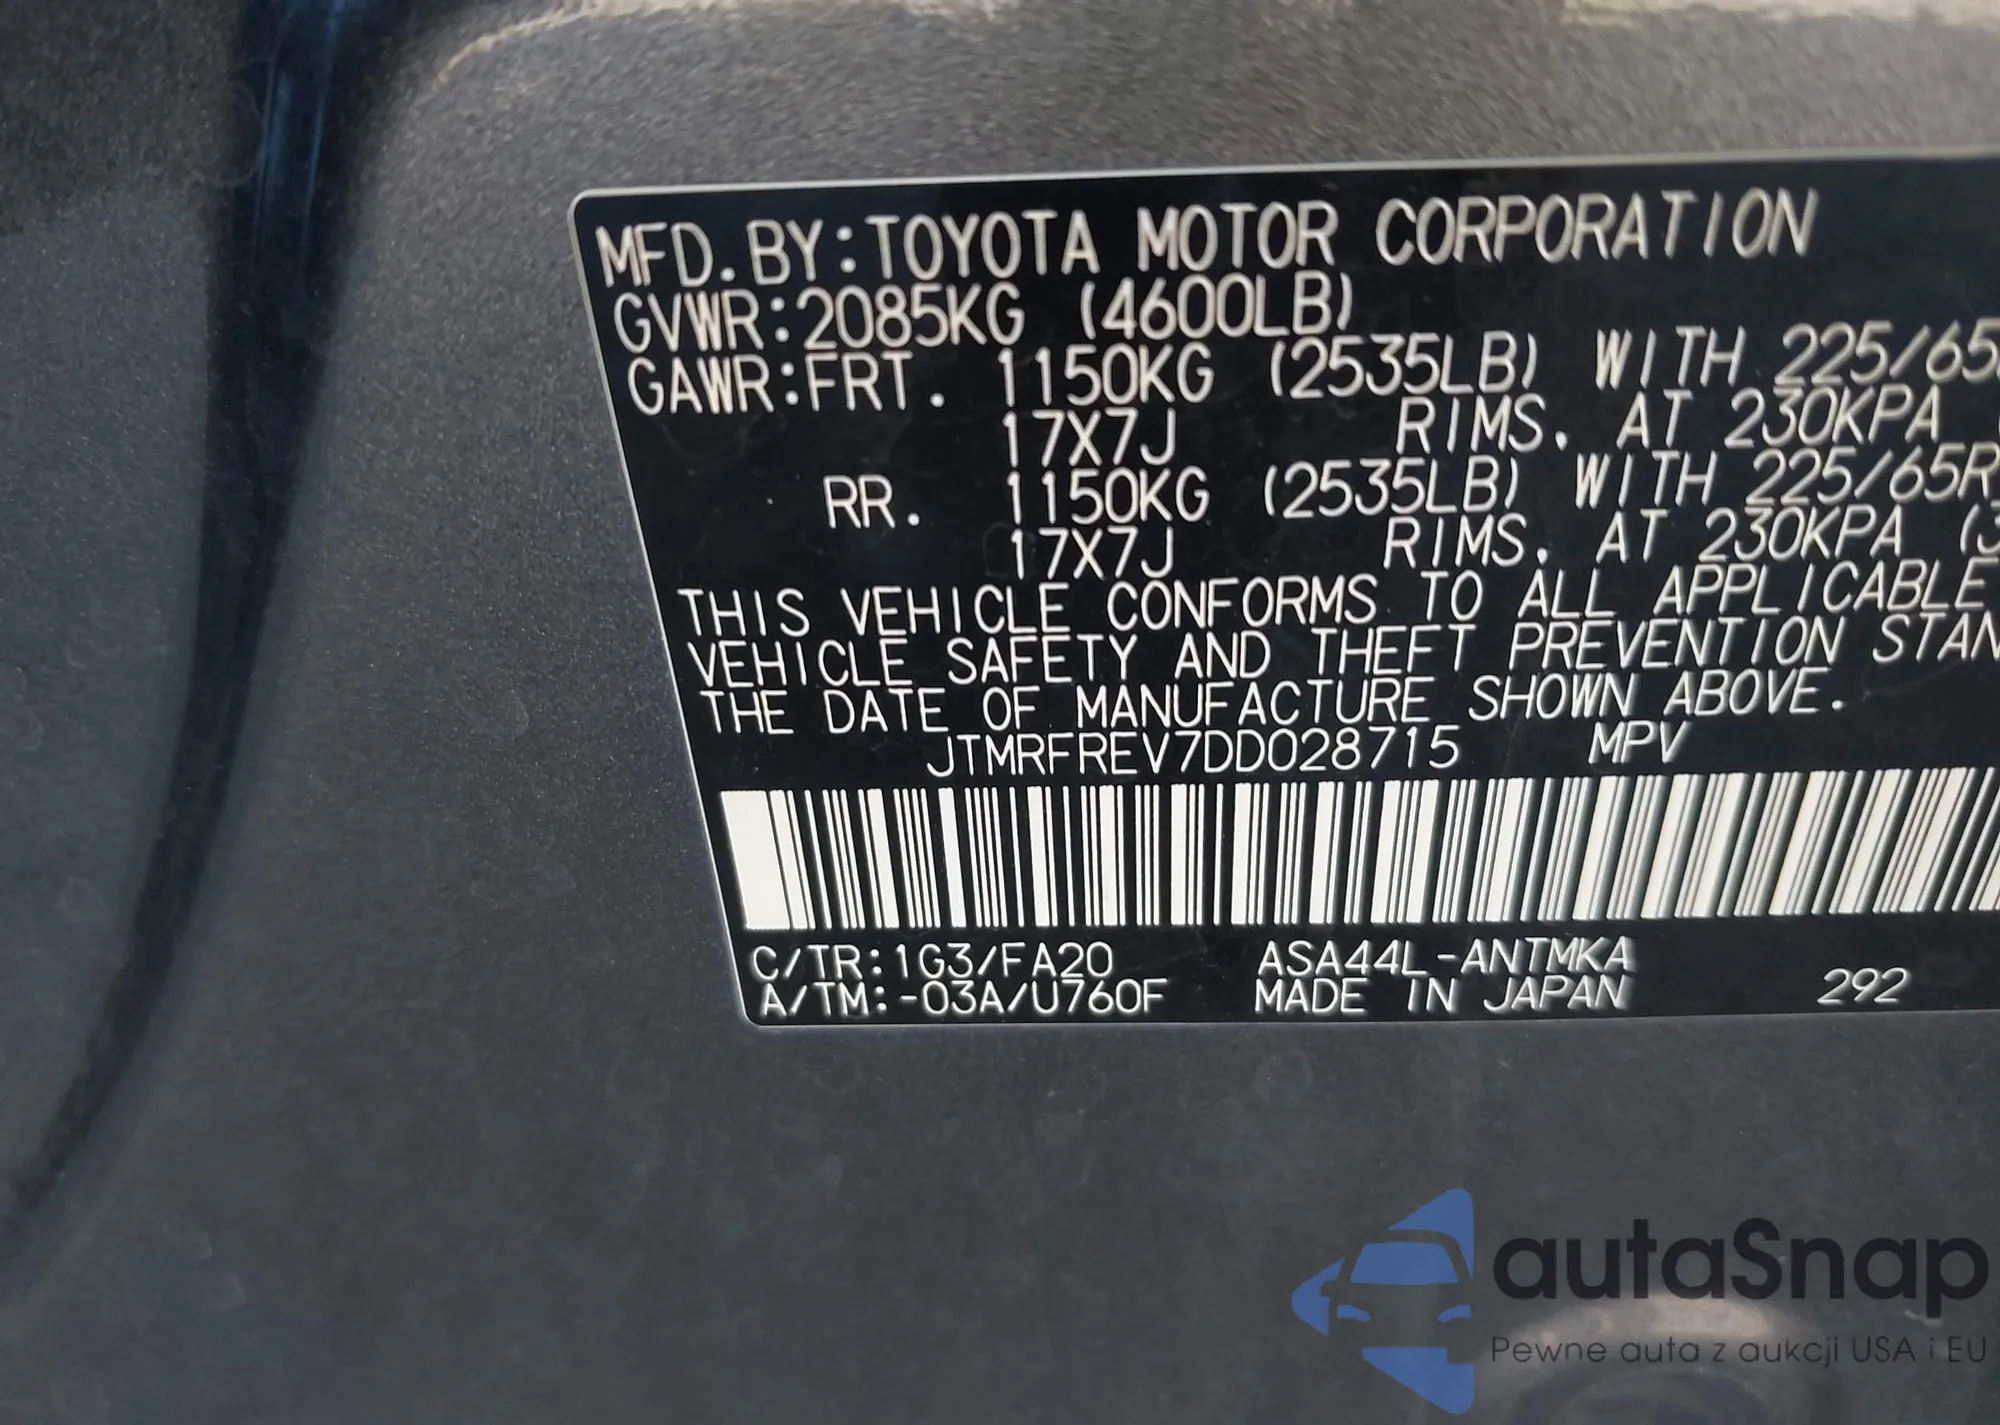 MFD. BY: TOYOTA MOTOR CORPORATION
GVWR: 2085KG (4600LB)
GAWR: FRT. 1150KG (2535LB) WITH 225/65
17X7J RIMS. AT 230KPA (
RR. 1150KG (2535LB) WITH 225/65R
17X7J RIMS. AT 230KPA (3
THIS VEHICLE CONFORMS TO ALL APPLICABLE
VEHICLE SAFETY AND THEFT PREVENTION STAN
THE DATE OF MANUFACTURE SHOWN ABOVE.
JTMRFREV7DD028715 MPV
C/TR: 1G3/FA20 ASA44L-ANTMKA
A/TM: -03A/U760F MADE IN JAPAN 292
autaSnap
Pewne auta z aukcji USA i EU